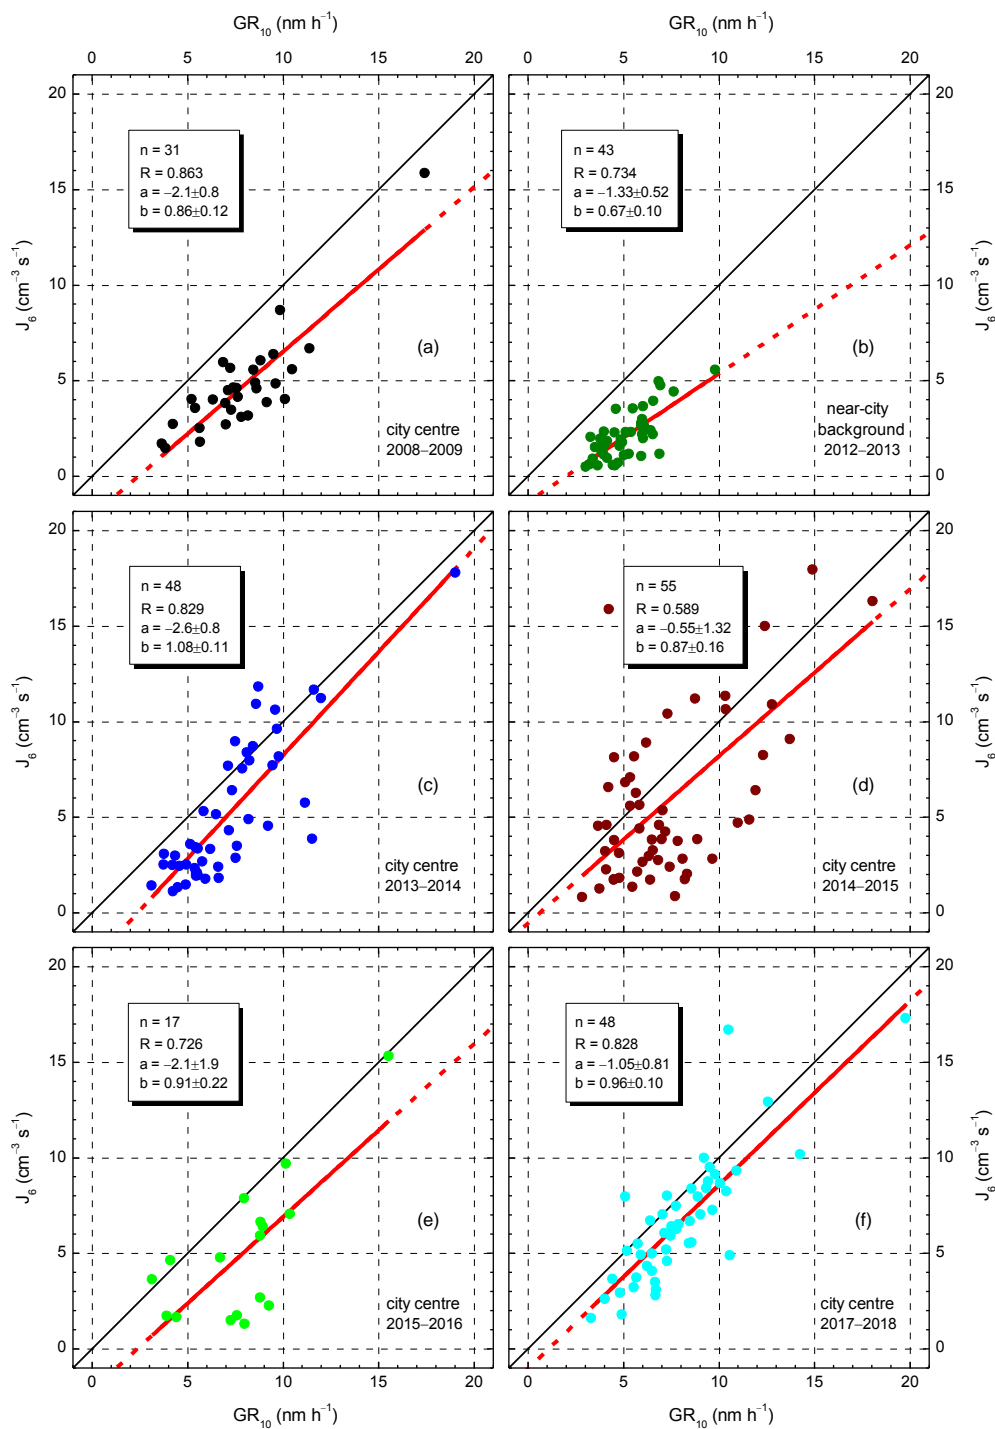 GR₁₀ (nm h⁻¹) GR₁₀ (nm h⁻¹)
0 5 10 15 20 0 5 10 15 20
20 20
n = 31
R = 0.863
a = −2.1±0.8
b = 0.86±0.12
n = 43
R = 0.734
a = −1.33±0.52
b = 0.67±0.10
15 15
J₆ (cm⁻³ s⁻¹) J₆ (cm⁻³ s⁻¹)
10 10
(a) (b)
5 5
city centre
2008–2009
near-city
background
2012–2013
0 0
20 20
n = 48
R = 0.829
a = −2.6±0.8
b = 1.08±0.11
n = 55
R = 0.589
a = −0.55±1.32
b = 0.87±0.16
15 15
J₆ (cm⁻³ s⁻¹) J₆ (cm⁻³ s⁻¹)
10 10
(c) (d)
5 5
city centre
2013–2014
city centre
2014–2015
0 0
20 20
n = 17
R = 0.726
a = −2.1±1.9
b = 0.91±0.22
n = 48
R = 0.828
a = −1.05±0.81
b = 0.96±0.10
15 15
J₆ (cm⁻³ s⁻¹) J₆ (cm⁻³ s⁻¹)
10 10
(e) (f)
5 5
city centre
2015–2016
city centre
2017–2018
0 0
0 5 10 15 20 0 5 10 15 20
GR₁₀ (nm h⁻¹) GR₁₀ (nm h⁻¹)